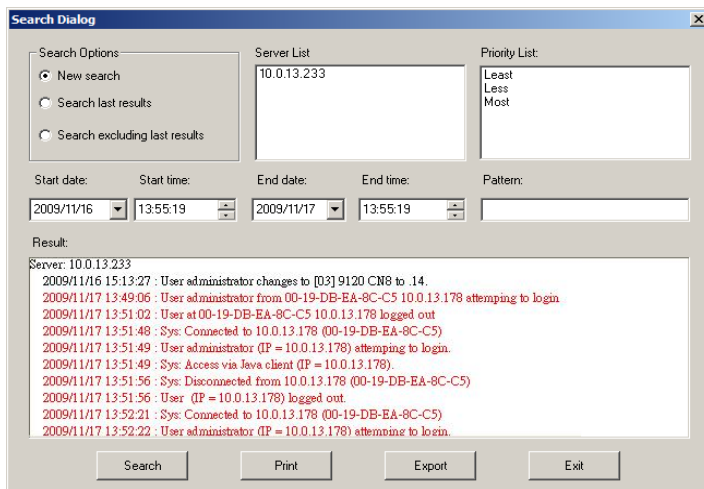 Search Dialog
Search Options
New search
Search last results
Search excluding last results
Server List
10.0.13.233
Priority List:
Least
Less
Most
Start date:
Start time:
End date:
End time:
Pattern:
2009/11/16
13:55:19
2009/11/17
13:55:19
Result:
Server: 10.0.13.233
2009/11/16 15:13:27 : User administrator changes to [03] 9120 CN8 to .14.
2009/11/17 13:49:06 : User administrator from 00-19-DB-EA-8C-C5 10.0.13.178 attemping to login
2009/11/17 13:51:02 : User at 00-19-DB-EA-8C-C5 10.0.13.178 logged out
2009/11/17 13:51:48 : Sys: Connected to 10.0.13.178 (00-19-DB-EA-8C-C5)
2009/11/17 13:51:49 : User administrator (IP = 10.0.13.178) attemping to login.
2009/11/17 13:51:49 : Sys: Access via Java client (IP = 10.0.13.178).
2009/11/17 13:51:56 : Sys: Disconnected from 10.0.13.178 (00-19-DB-EA-8C-C5)
2009/11/17 13:51:56 : User (IP = 10.0.13.178) logged out.
2009/11/17 13:52:21 : Sys: Connected to 10.0.13.178 (00-19-DB-EA-8C-C5)
2009/11/17 13:52:22 : User administrator (IP = 10.0.13.178) attemping to login.
Search
Print
Export
Exit